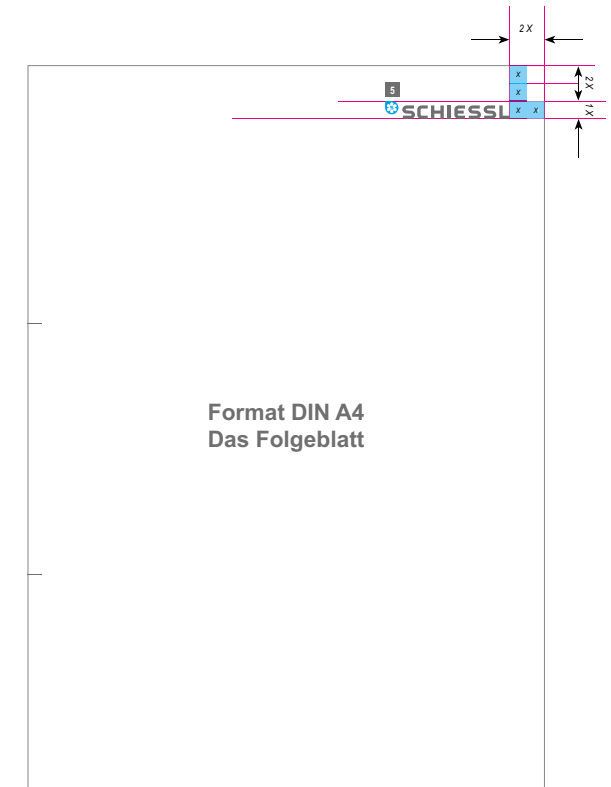 2 X
x
2 X
5
x
SCHIESSL
x x
1 X
Format DIN A4
Das Folgeblatt